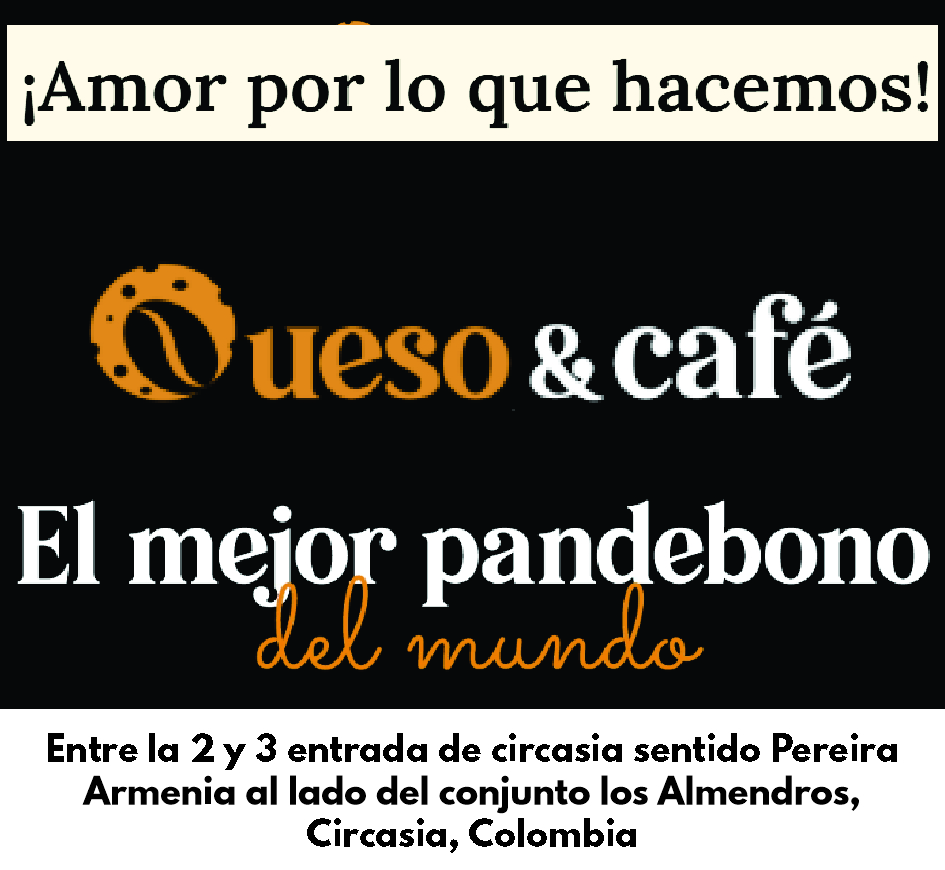 ¡Amor por lo que hacemos!
Queso & café
El mejor pandebono
del mundo
Entre la 2 y 3 entrada de circasia sentido Pereira
Armenia al lado del conjunto los Almendros,
Circasia, Colombia